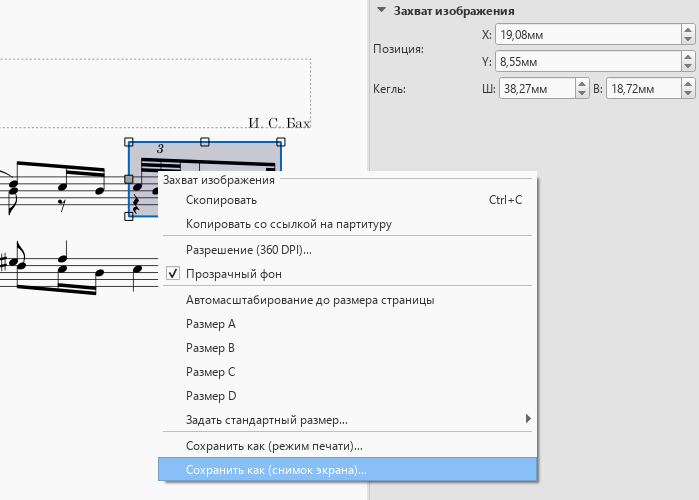 Захват изображения
Позиция:
X: 19,08мм
Y: 8,55мм
Кегль:
Ш: 38,27мм
В: 18,72мм
И. С. Бах
3
Захват изображения
Скопировать Ctrl+C
Копировать со ссылкой на партитуру
Разрешение (360 DPI)...
Прозрачный фон
Автомасштабирование до размера страницы
Размер A
Размер B
Размер C
Размер D
Задать стандартный размер...
Сохранить как (режим печати)...
Сохранить как (снимок экрана)...